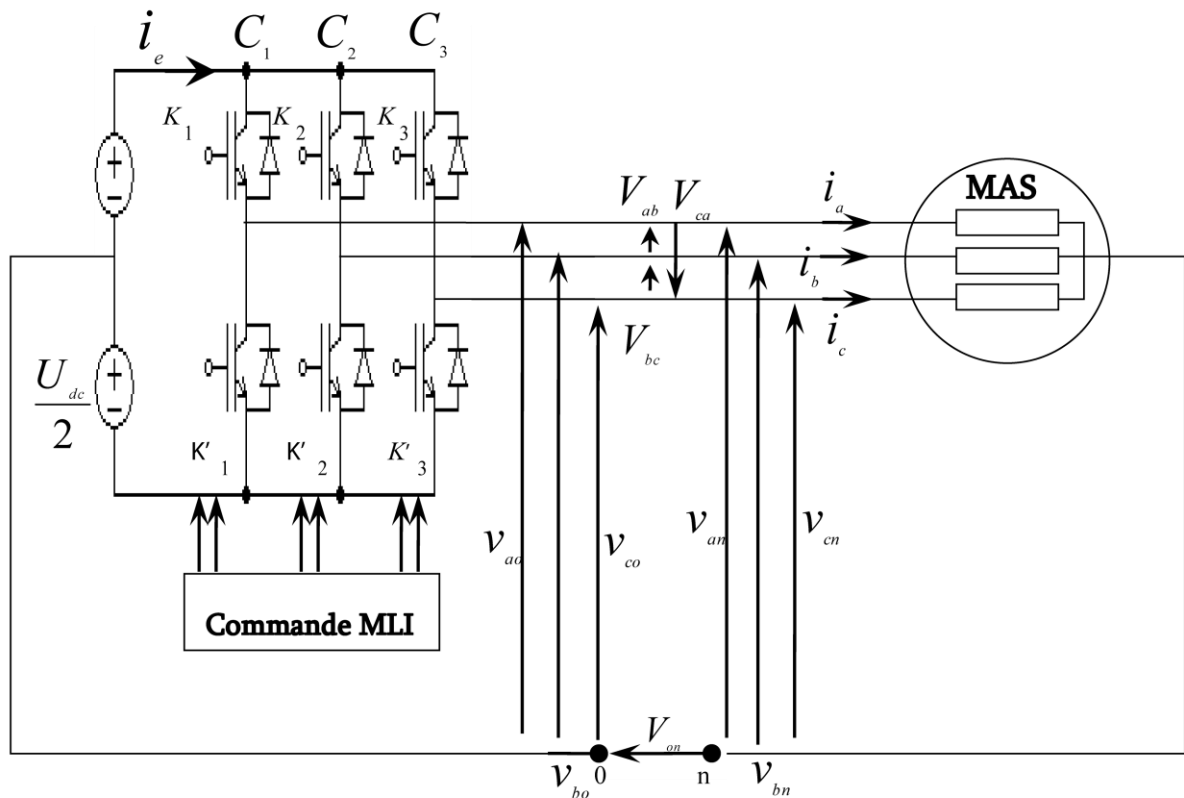 i_e C_1 C_2 C_3
K_1 K_2 K_3
V_ab V_ca i_a MAS
i_b
V_bc i_c
U_dc/2
K'_1 K'_2 K'_3
v_ao v_co v_an v_cn
Commande MLI
V_on
v_bo 0 n v_bn